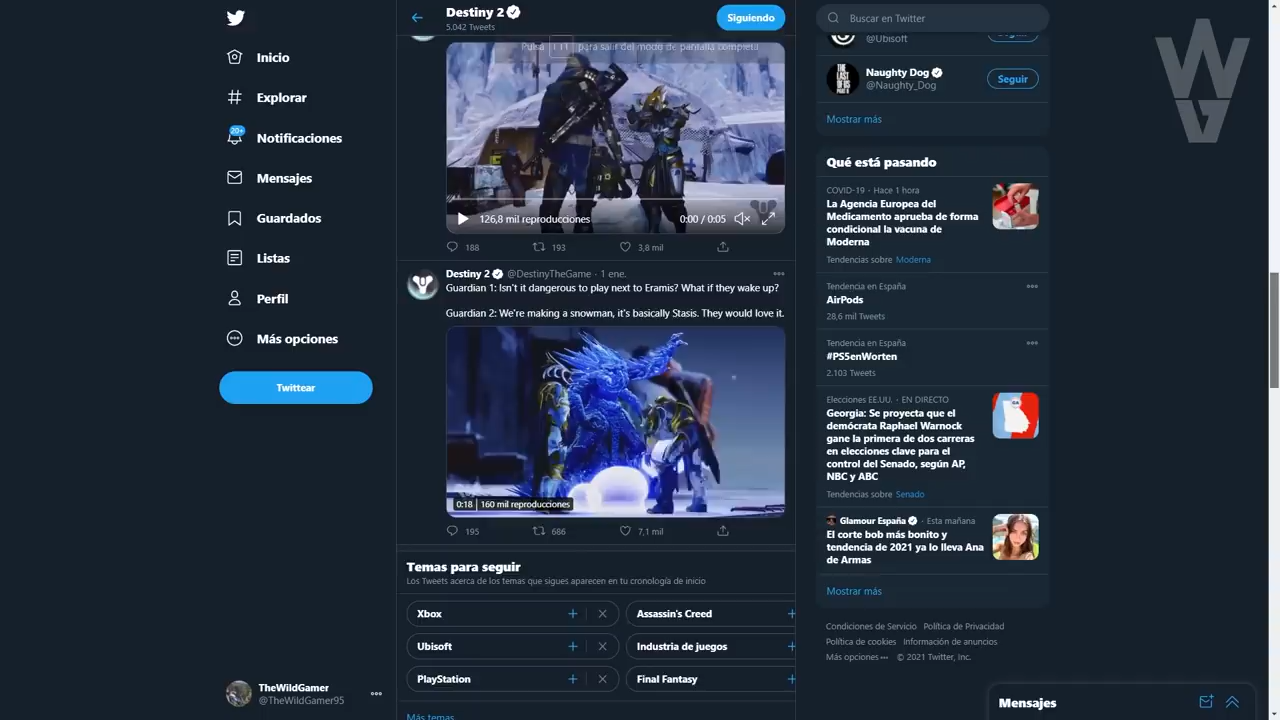 Inicio
Explorar
20+
Notificaciones
Mensajes
Guardados
Listas
Perfil
Más opciones
Twittear
TheWildGamer
@TheWildGamer95
Destiny 2
5.042 Tweets
Siguiendo
Pulsa F11 para salir del modo de pantalla completa
126,8 mil reproducciones
0:00 / 0:05
188
193
3,8 mil
Destiny 2 @DestinyTheGame · 1 ene.
Guardian 1: Isn't it dangerous to play next to Eramis? What if they wake up?
Guardian 2: We're making a snowman, it's basically Stasis. They would love it.
0:18 | 160 mil reproducciones
195
686
7,1 mil
Temas para seguir
Los Tweets acerca de los temas que sigues aparecen en tu cronología de inicio
Xbox
Assassin's Creed
Ubisoft
Industria de juegos
PlayStation
Final Fantasy
Más temas
Buscar en Twitter
@Ubisoft
Seguir
THE LAST OF US PART II
Naughty Dog
@Naughty_Dog
Seguir
Mostrar más
Qué está pasando
COVID-19 · Hace 1 hora
La Agencia Europea del
Medicamento aprueba de forma
condicional la vacuna de
Moderna
Tendencias sobre Moderna
Tendencia en España
AirPods
28,6 mil Tweets
Tendencia en España
#PS5enWorten
2.103 Tweets
Elecciones EE.UU. · EN DIRECTO
Georgia: Se proyecta que el
demócrata Raphael Warnock
gane la primera de dos carreras
en elecciones clave para el
control del Senado, según AP,
NBC y ABC
Tendencias sobre Senado
Glamour España · Esta mañana
El corte bob más bonito y
tendencia de 2021 ya lo lleva Ana
de Armas
Mostrar más
Condiciones de Servicio Política de Privacidad
Política de cookies Información de anuncios
Más opciones © 2021 Twitter, Inc.
Mensajes
WG